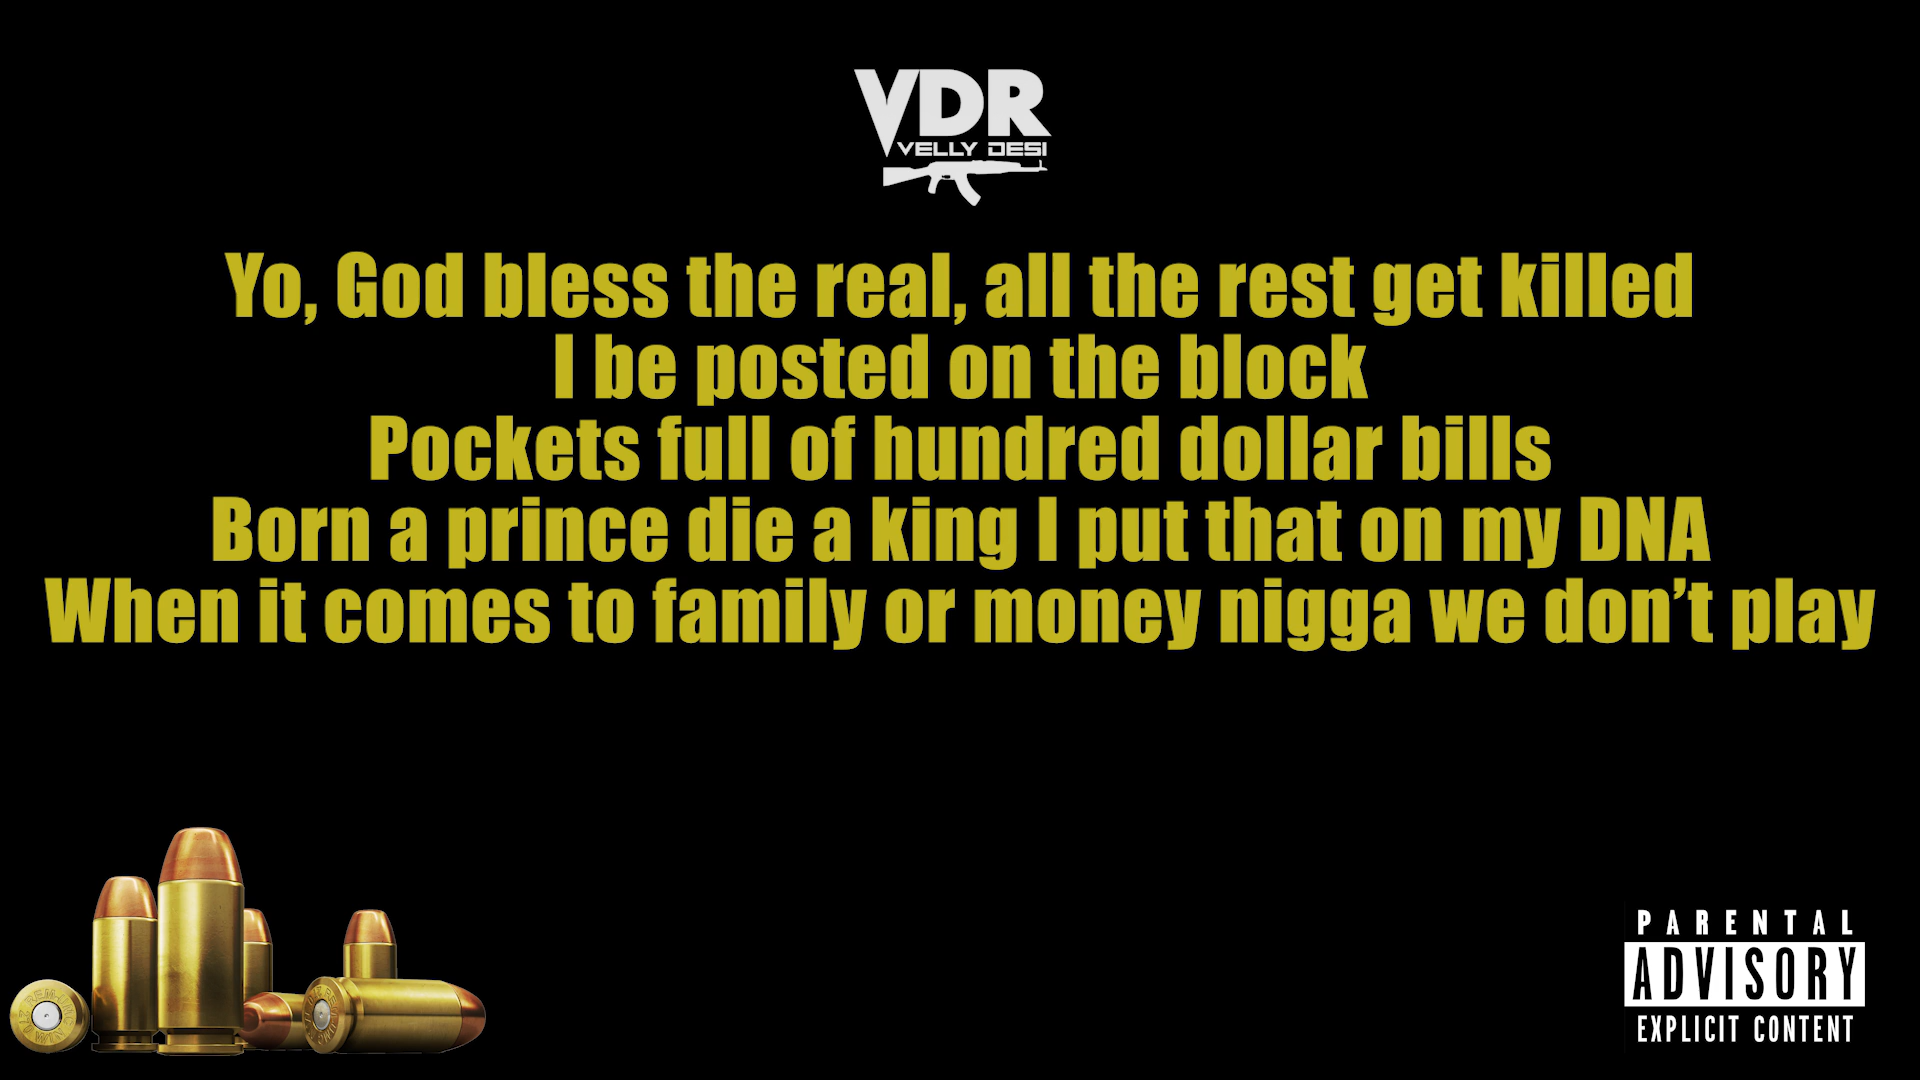 VDR
VELLY DESI
Yo, God bless the real, all the rest get killed
I be posted on the block
Pockets full of hundred dollar bills
Born a prince die a king I put that on my DNA
When it comes to family or money nigga we don’t play
PARENTAL
ADVISORY
EXPLICIT CONTENT